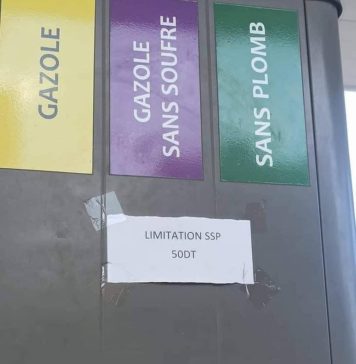 GAZOLE
GAZOLE
SANS SOUFRE
SANS PLOMB
LIMITATION SSP
50DT